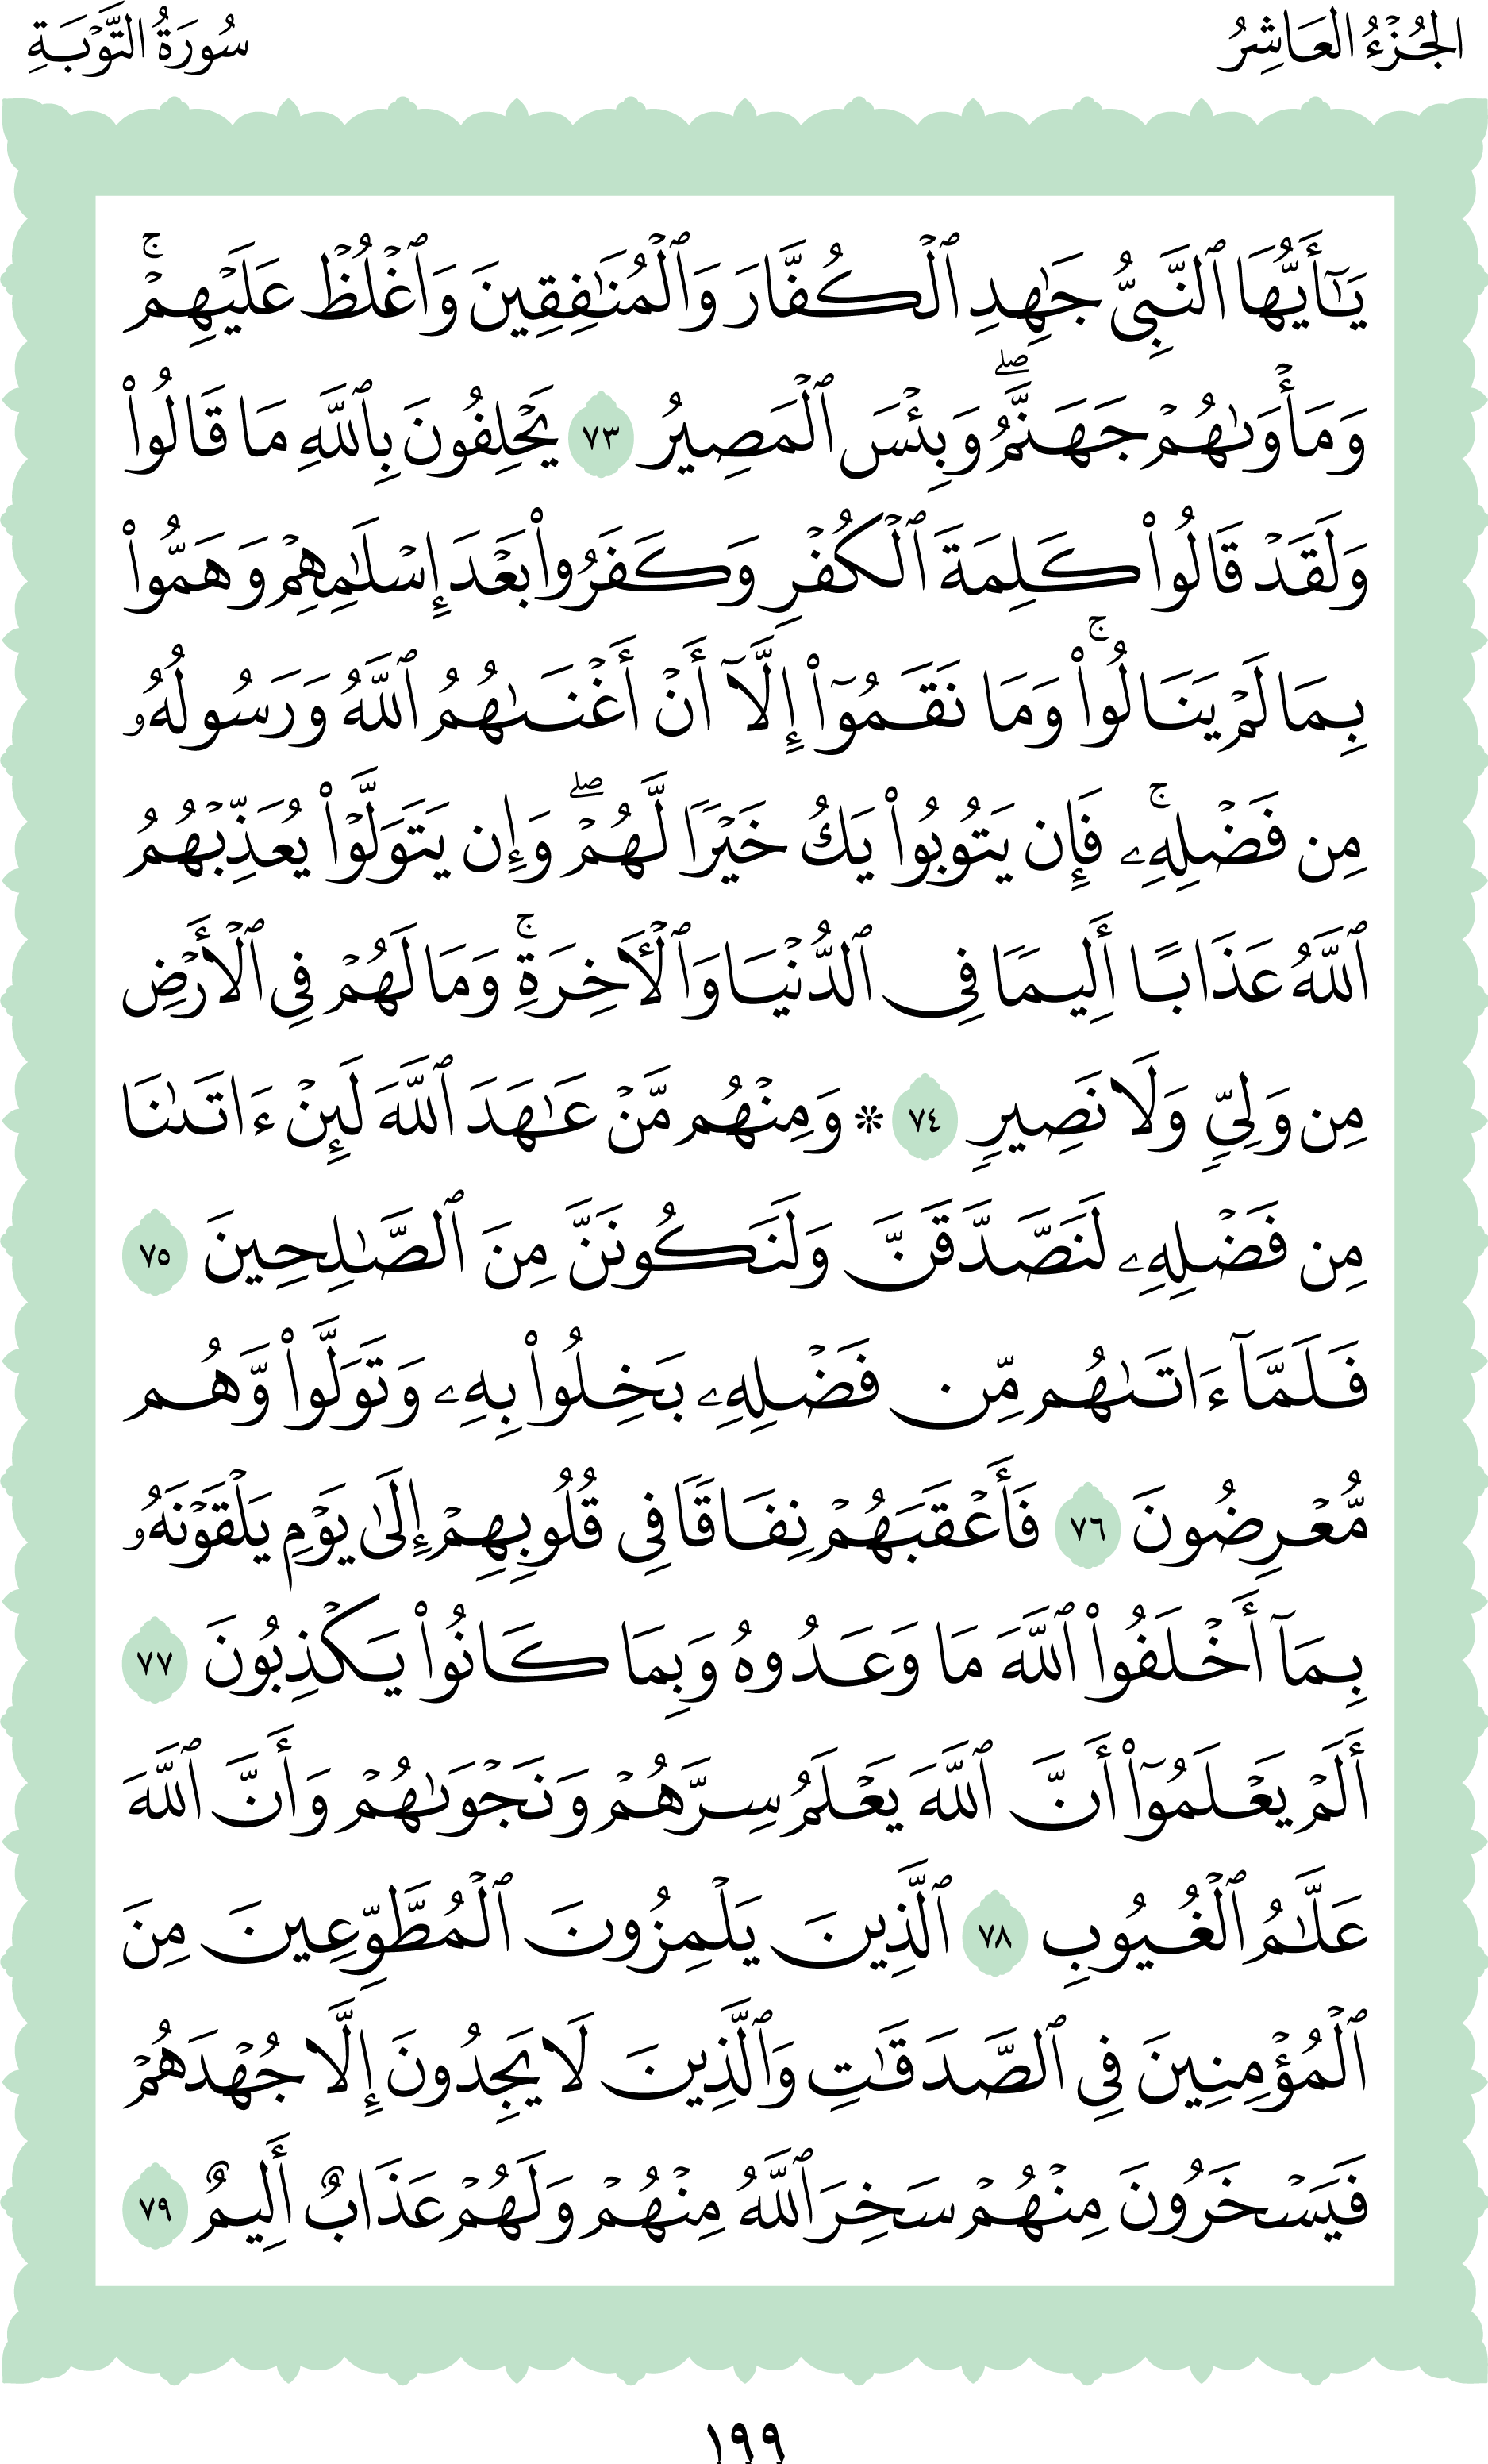 الجُزْءُ العَاشِرُ
سُورَةُ التَّوْبَةِ
يَٰٓأَيُّهَا ٱلنَّبِيُّ جَٰهِدِ ٱلْكُفَّارَ وَٱلْمُنَٰفِقِينَ وَٱغْلُظْ عَلَيْهِمْۚ
وَمَأْوَىٰهُمْ جَهَنَّمُۖ وَبِئْسَ ٱلْمَصِيرُ ٧٣ يَحْلِفُونَ بِٱللَّهِ مَا قَالُوا۟
وَلَقَدْ قَالُوا۟ كَلِمَةَ ٱلْكُفْرِ وَكَفَرُوا۟ بَعْدَ إِسْلَٰمِهِمْ وَهَمُّوا۟
بِمَا لَمْ يَنَالُوا۟ۚ وَمَا نَقَمُوٓا۟ إِلَّآ أَنْ أَغْنَىٰهُمُ ٱللَّهُ وَرَسُولُهُۥ
مِن فَضْلِهِۦۚ فَإِن يَتُوبُوا۟ يَكُ خَيْرًا لَّهُمْۖ وَإِن يَتَوَلَّوْا۟ يُعَذِّبْهُمُ
ٱللَّهُ عَذَابًا أَلِيمًا فِى ٱلدُّنْيَا وَٱلْأَخِرَةِۚ وَمَا لَهُمْ فِى ٱلْأَرْضِ
مِن وَلِىٍّ وَلَا نَصِيرٍ ٧٤ ۞ وَمِنْهُم مَّنْ عَٰهَدَ ٱللَّهَ لَئِنْ ءَاتَىٰنَا
مِن فَضْلِهِۦ لَنَصَّدَّقَنَّ وَلَنَكُونَنَّ مِنَ ٱلصَّٰلِحِينَ ٧٥
فَلَمَّآ ءَاتَىٰهُم مِّن فَضْلِهِۦ بَخِلُوا۟ بِهِۦ وَتَوَلَّوا۟ وَّهُم
مُّعْرِضُونَ ٧٦ فَأَعْقَبَهُمْ نِفَاقًا فِى قُلُوبِهِمْ إِلَىٰ يَوْمِ يَلْقَوْنَهُۥ
بِمَآ أَخْلَفُوا۟ ٱللَّهَ مَا وَعَدُوهُ وَبِمَا كَانُوا۟ يَكْذِبُونَ ٧٧
أَلَمْ يَعْلَمُوٓا۟ أَنَّ ٱللَّهَ يَعْلَمُ سِرَّهُمْ وَنَجْوَىٰهُمْ وَأَنَّ ٱللَّهَ
عَلَّٰمُ ٱلْغُيُوبِ ٧٨ ٱلَّذِينَ يَلْمِزُونَ ٱلْمُطَّوِّعِينَ مِنَ
ٱلْمُؤْمِنِينَ فِى ٱلصَّدَقَٰتِ وَٱلَّذِينَ لَا يَجِدُونَ إِلَّا جُهْدَهُمْ
فَيَسْخَرُونَ مِنْهُمْ سَخِرَ ٱللَّهُ مِنْهُمْ وَلَهُمْ عَذَابٌ أَلِيمٌ ٧٩
١٩٩